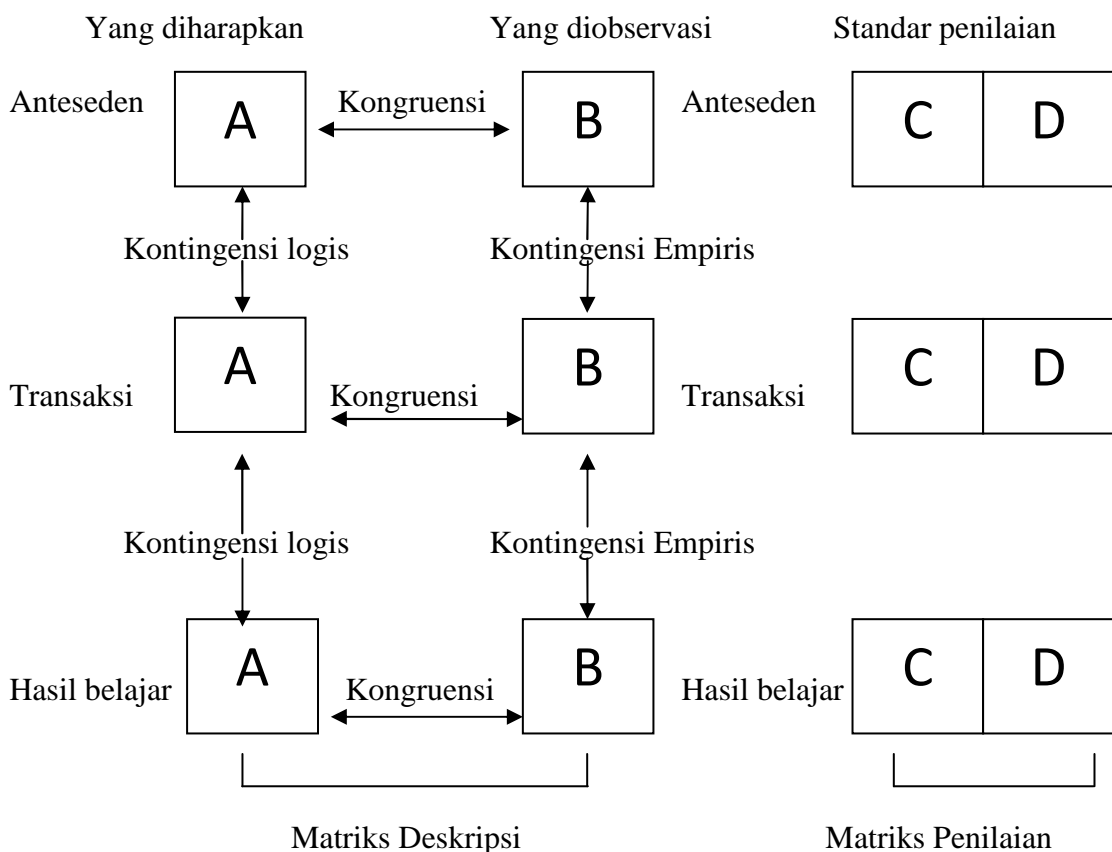 Yang diharapkan Yang diobservasi Standar penilaian
Anteseden A Kongruensi B Anteseden C D
Kontingensi logis Kontingensi Empiris
Transaksi A Kongruensi B Transaksi C D
Kontingensi logis Kontingensi Empiris
Hasil belajar A Kongruensi B Hasil belajar C D
Matriks Deskripsi Matriks Penilaian